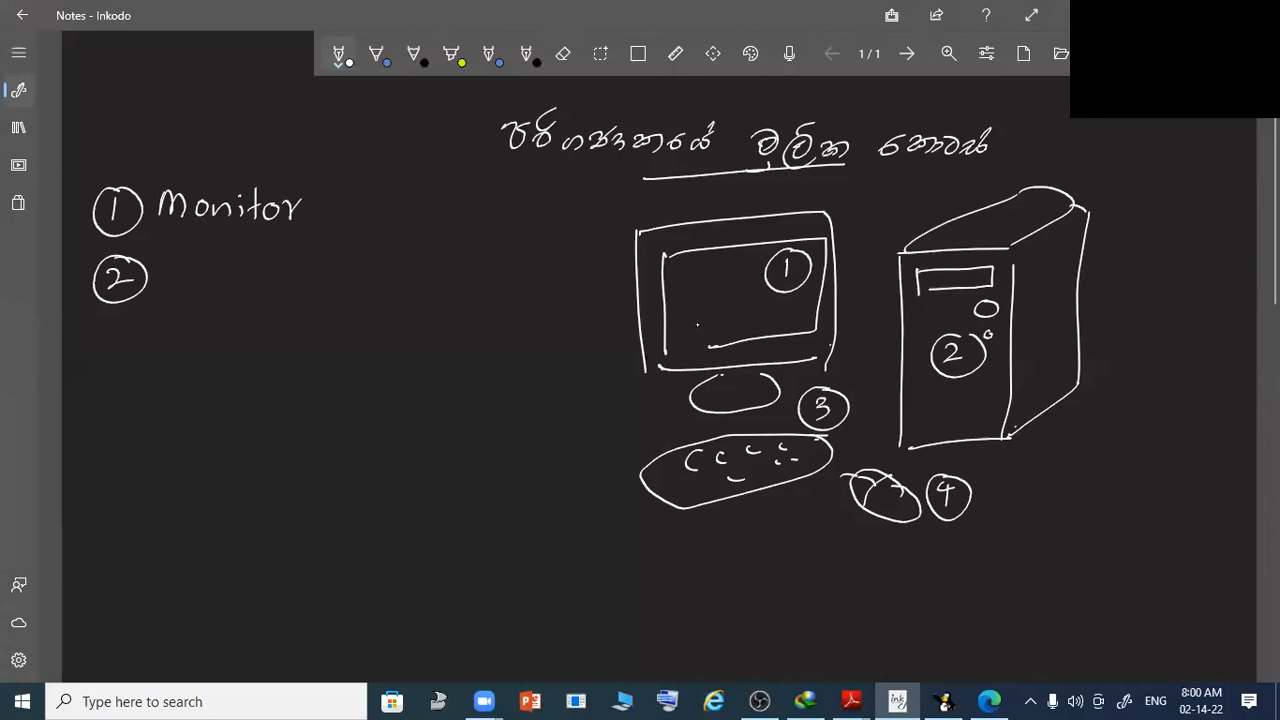 Notes - Inkodo
1/1
පරිගණකයේ මූලික කොටස්
① Monitor
②
①
②
③
④
Type here to search
ENG
8:00 AM
02-14-22